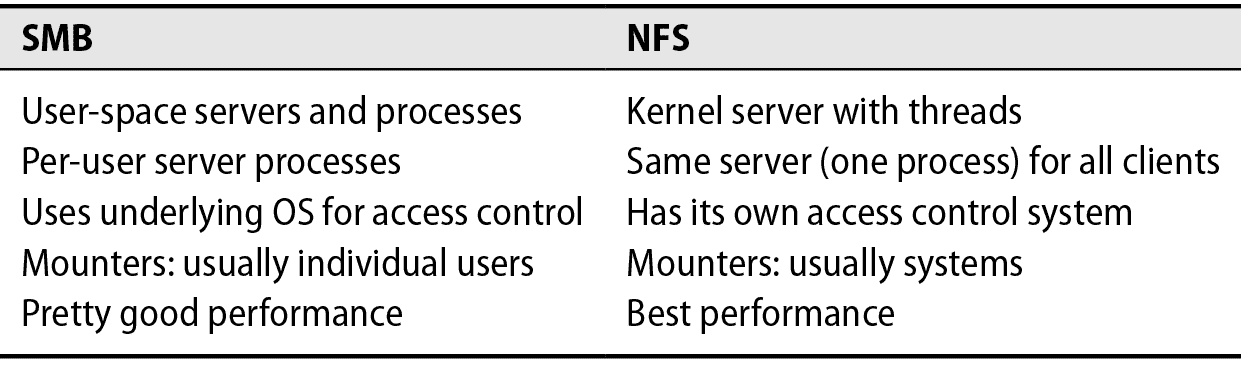 SMB NFS
User-space servers and processes Kernel server with threads
Per-user server processes Same server (one process) for all clients
Uses underlying OS for access control Has its own access control system
Mounters: usually individual users Mounters: usually systems
Pretty good performance Best performance